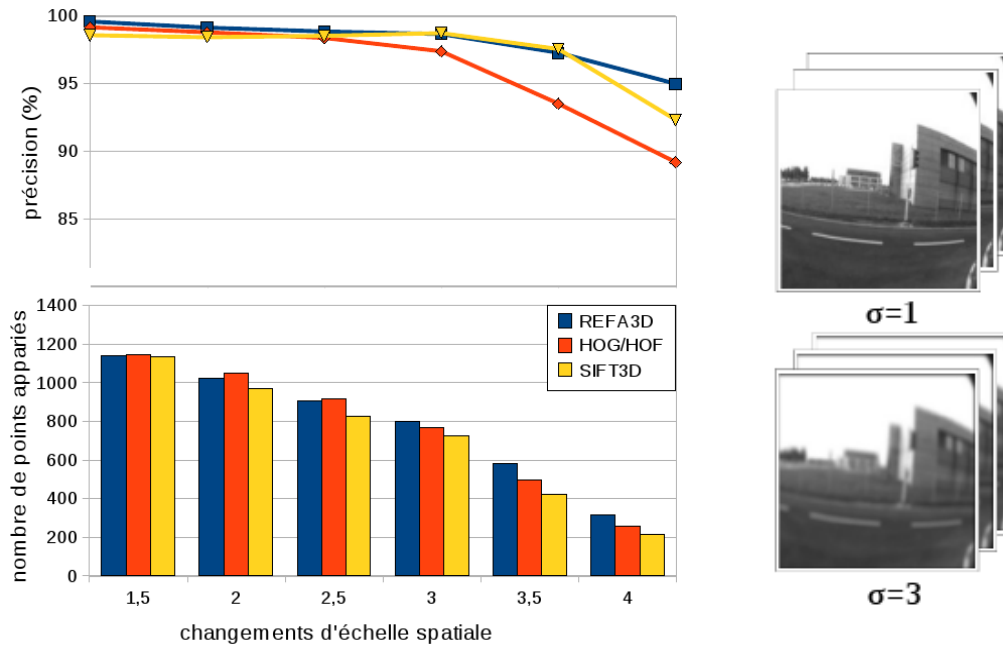 précision (%)
100
95
90
85
nombre de points appariés
1400
1200
1000
800
600
400
200
0
REFA3D
HOG/HOF
SIFT3D
1,5 2 2,5 3 3,5 4
changements d'échelle spatiale
σ=1
σ=3